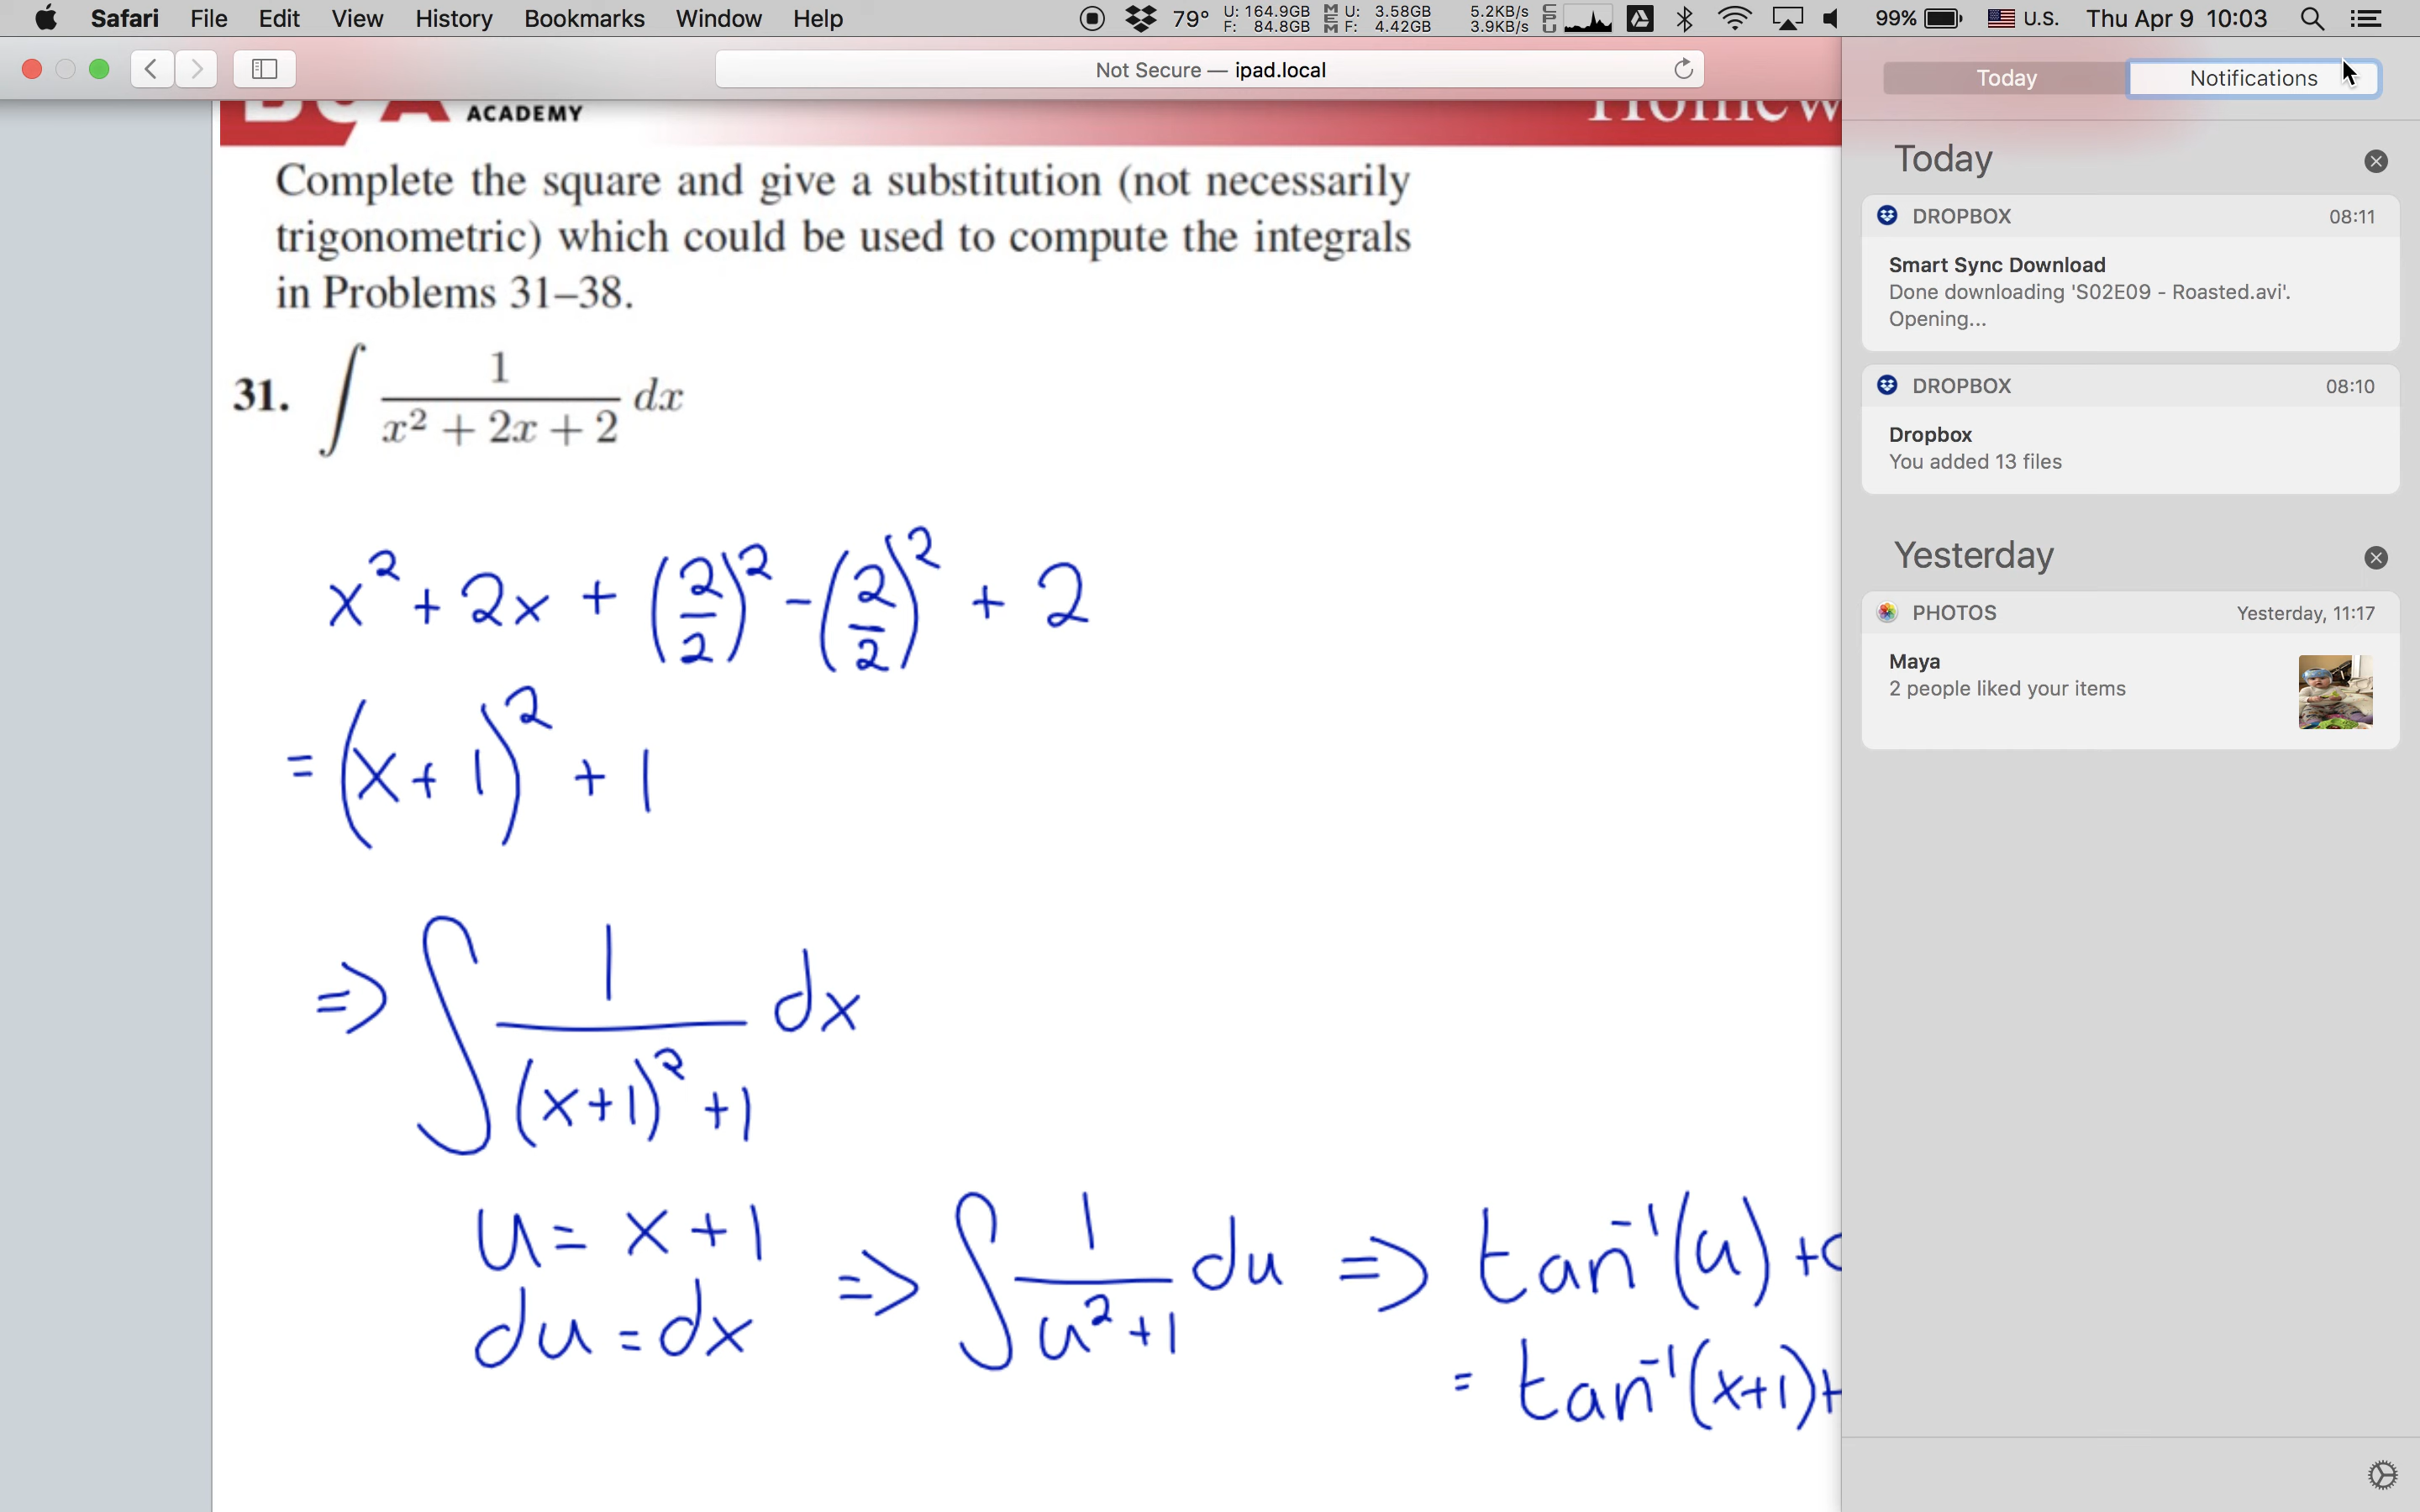 Safari File Edit View History Bookmarks Window Help 79° U: 164.9GB F: 84.8GB MEM U: 3.58GB F: 4.42GB 5.2KB/s 3.9KB/s CPU 99% U.S. Thu Apr 9 10:03
Not Secure — ipad.local
Today Notifications
ACADEMY
Complete the square and give a substitution (not necessarily
trigonometric) which could be used to compute the integrals
in Problems 31–38.
31. ∫ 1/(x² + 2x + 2) dx
x² + 2x + (2/2)² - (2/2)² + 2
= (x+1)² + 1
=> ∫ 1/((x+1)² +1) dx
u = x+1
du = dx
=> ∫ 1/(u²+1) du => tan⁻¹(u) +
= tan⁻¹(x+1)+
Today
DROPBOX 08:11
Smart Sync Download
Done downloading 'S02E09 - Roasted.avi'.
Opening...
DROPBOX 08:10
Dropbox
You added 13 files
Yesterday
PHOTOS Yesterday, 11:17
Maya
2 people liked your items